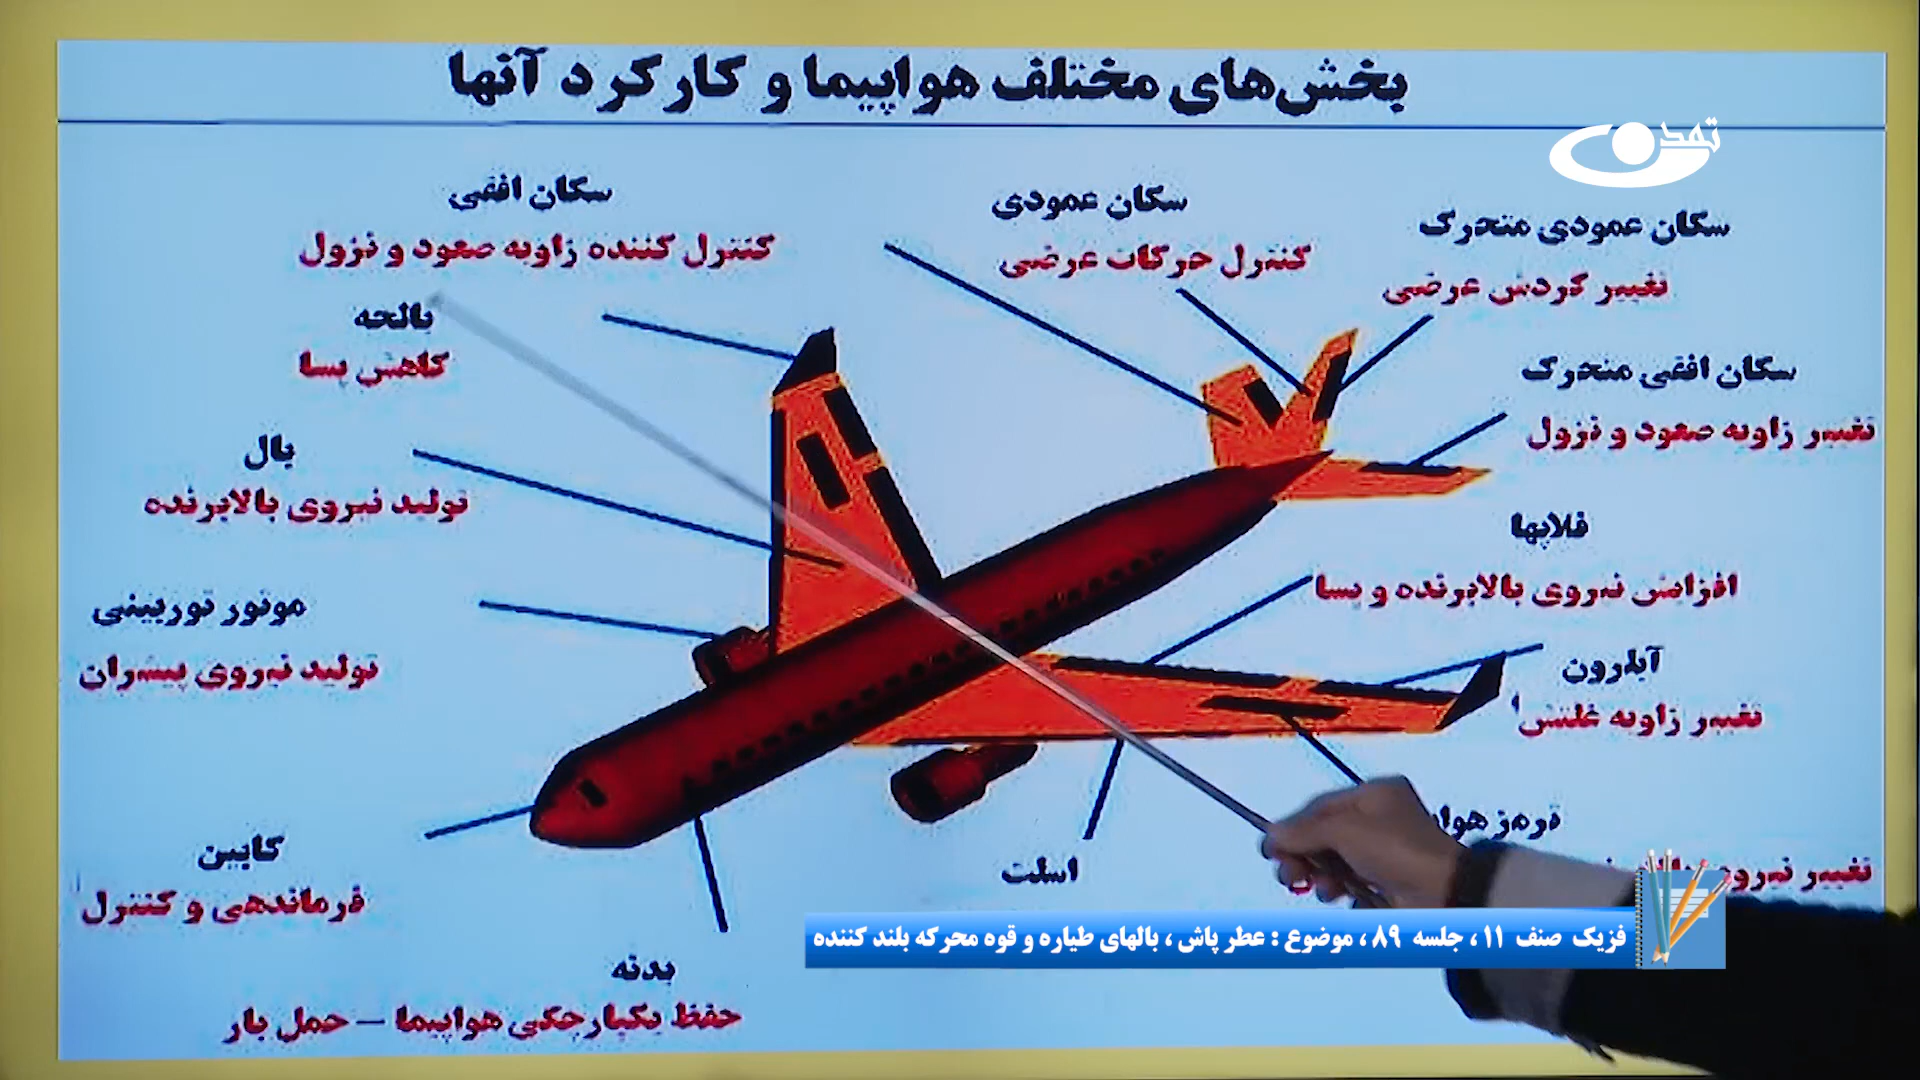 بخش‌های مختلف هواپیما و کارکرد آنها
تمدن
سکان عمودی متحرک
تغییر گردش عرضی
سکان عمودی
کنترل حرکات عرضی
سکان افقی
کنترل کننده زاویه صعود و نزول
بالچه
کاهش پسا
سکان افقی متحرک
تغییر زاویه صعود و نزول
بال
تولید نیروی بالابرنده
فلاپها
افزایش نیروی بالابرنده و پسا
موتور توربینی
تولید نیروی پیشران
آیلرون
تغییر زاویه غلتش
ترمز
تغییر نیروی
اسلت
کابین
فرماندهی و کنترل
بدنه
حفظ یکپارچگی هواپیما – حمل بار
فزیک صنف ۱۱ ، جلسه ۸۹ ، موضوع : عطر پاش ، بالهای طیاره و قوه محرکه بلند کننده